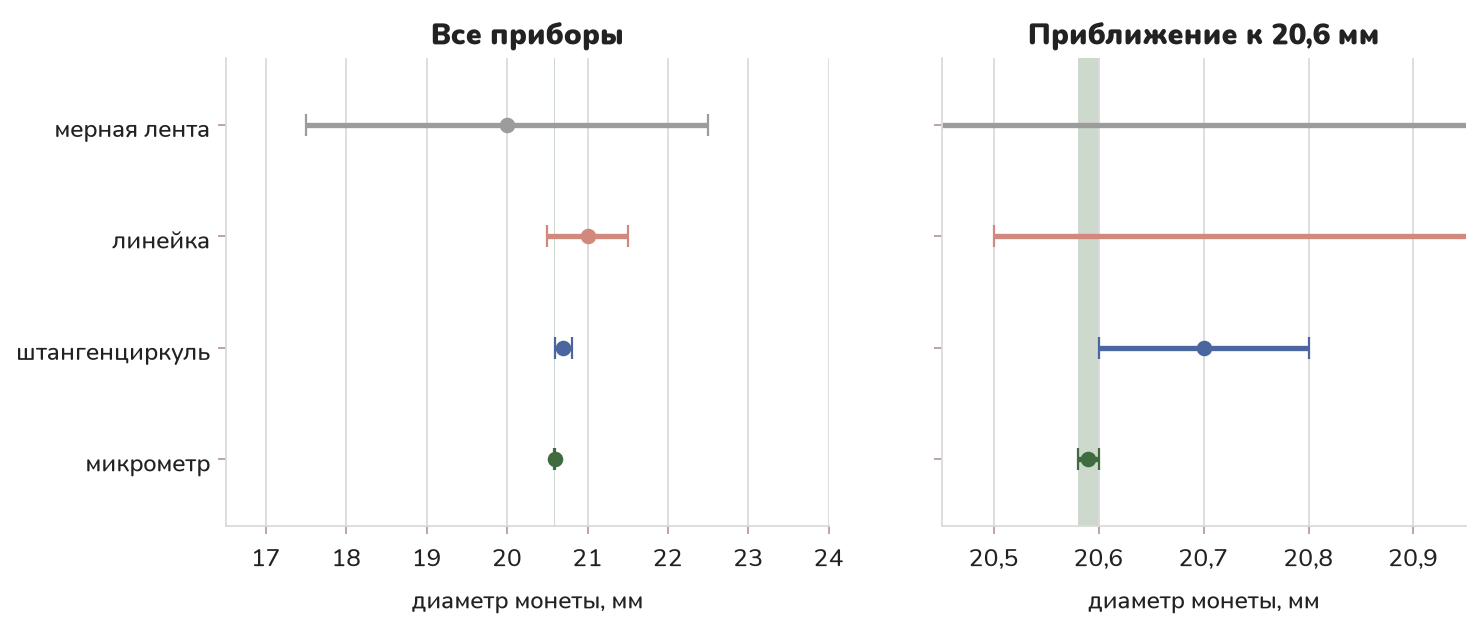 Все приборы
мерная лента
линейка
штангенциркуль
микрометр
17 18 19 20 21 22 23 24
диаметр монеты, мм
Приближение к 20,6 мм
20,5 20,6 20,7 20,8 20,9
диаметр монеты, мм